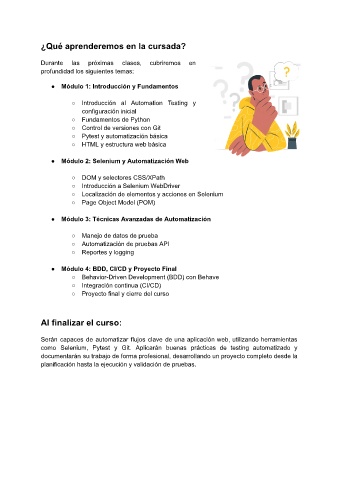 ¿Qué aprenderemos en la cursada?
Durante las próximas clases, cubriremos en
profundidad los siguientes temas:
● Módulo 1: Introducción y Fundamentos
○ Introducción al Automation Testing y
configuración inicial
○ Fundamentos de Python
○ Control de versiones con Git
○ Pytest y automatización básica
○ HTML y estructura web básica
● Módulo 2: Selenium y Automatización Web
○ DOM y selectores CSS/XPath
○ Introducción a Selenium WebDriver
○ Localización de elementos y acciones en Selenium
○ Page Object Model (POM)
● Módulo 3: Técnicas Avanzadas de Automatización
○ Manejo de datos de prueba
○ Automatización de pruebas API
○ Reportes y logging
● Módulo 4: BDD, CI/CD y Proyecto Final
○ Behavior-Driven Development (BDD) con Behave
○ Integración continua (CI/CD)
○ Proyecto final y cierre del curso
Al finalizar el curso:
Serán capaces de automatizar flujos clave de una aplicación web, utilizando herramientas
como Selenium, Pytest y Git. Aplicarán buenas prácticas de testing automatizado y
documentarán su trabajo de forma profesional, desarrollando un proyecto completo desde la
planificación hasta la ejecución y validación de pruebas.